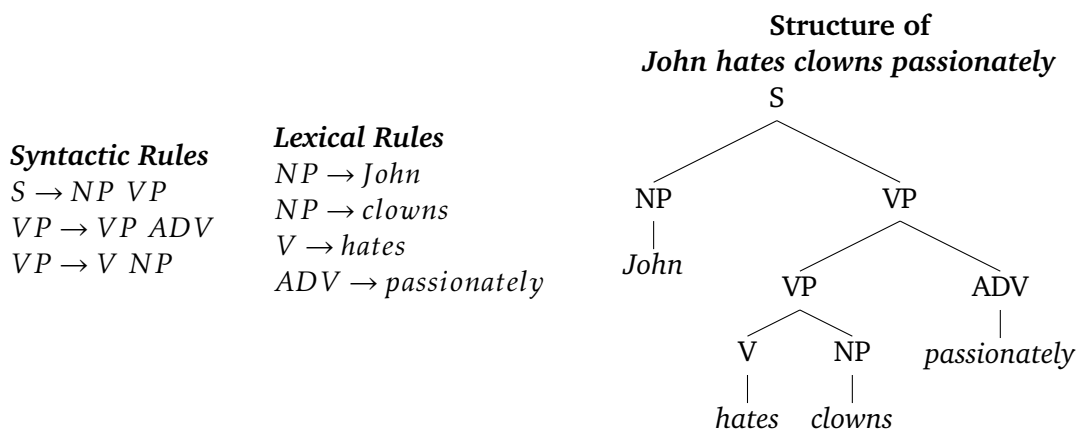 Syntactic Rules
S → NP VP
VP → VP ADV
VP → V NP
Lexical Rules
NP → John
NP → clowns
V → hates
ADV → passionately
Structure of
John hates clowns passionately
S
NP VP
John
VP ADV
V NP passionately
hates clowns